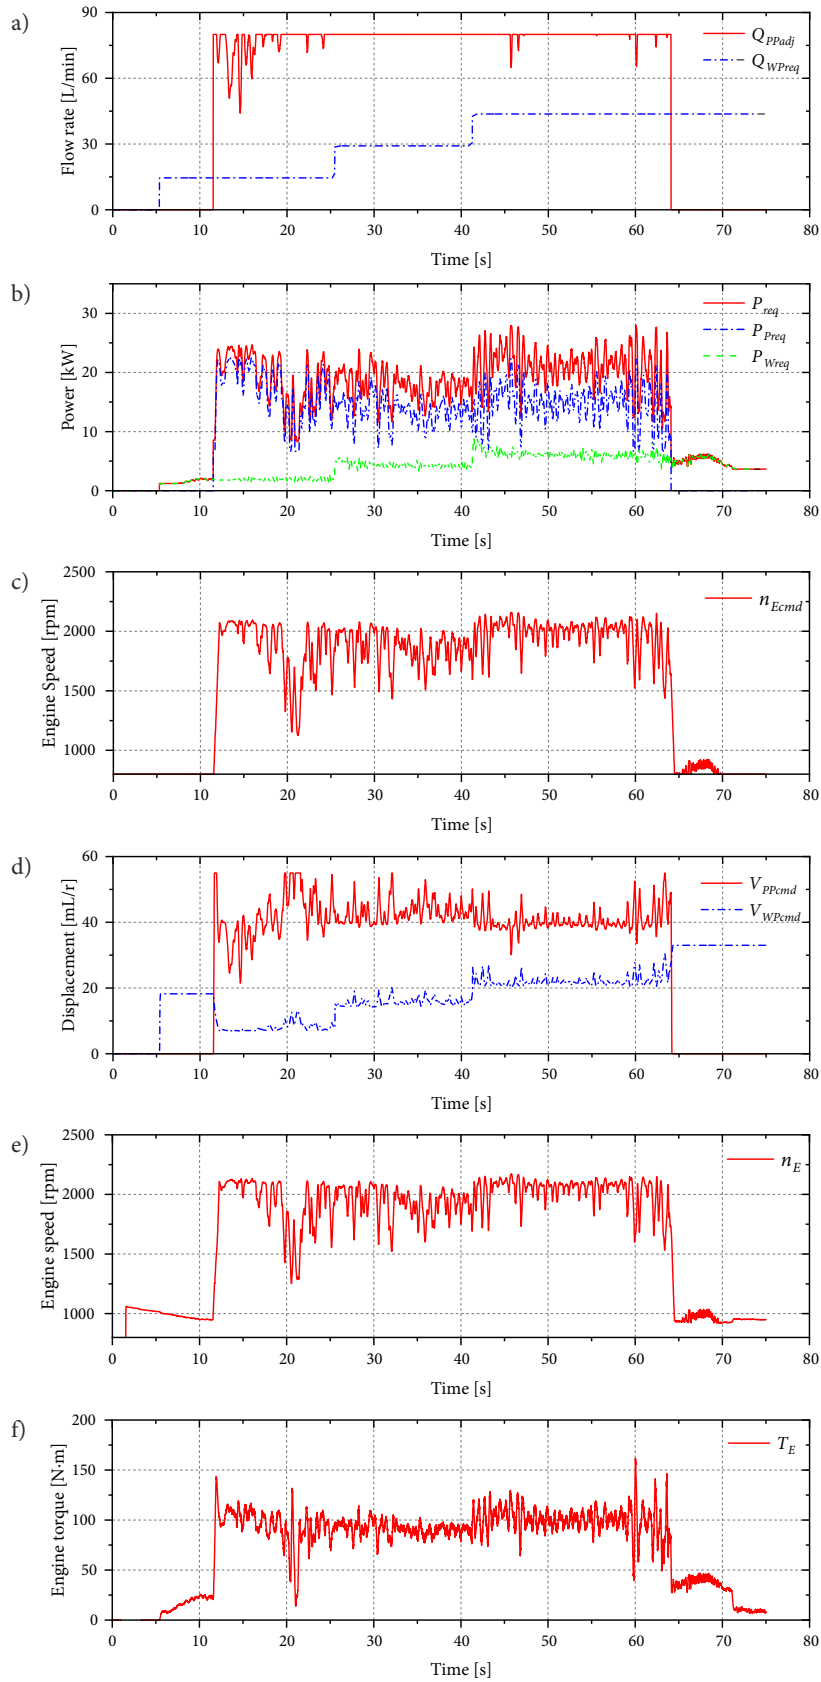 a)
Flow rate [L/min]
90
60
30
0
Q_PPadj
Q_WPreq
0 10 20 30 40 50 60 70 80
Time [s]
b)
Power [kW]
30
20
10
0
P_req
P_Preq
P_Wreq
0 10 20 30 40 50 60 70 80
Time [s]
c)
Engine Speed [rpm]
2500
2000
1500
1000
n_Ecmd
0 10 20 30 40 50 60 70 80
Time [s]
d)
Displacement [mL/r]
60
40
20
0
V_PPcmd
V_WPcmd
0 10 20 30 40 50 60 70 80
Time [s]
e)
Engine speed [rpm]
2500
2000
1500
1000
n_E
0 10 20 30 40 50 60 70 80
Time [s]
f)
Engine torque [N·m]
200
150
100
50
0
T_E
0 10 20 30 40 50 60 70 80
Time [s]